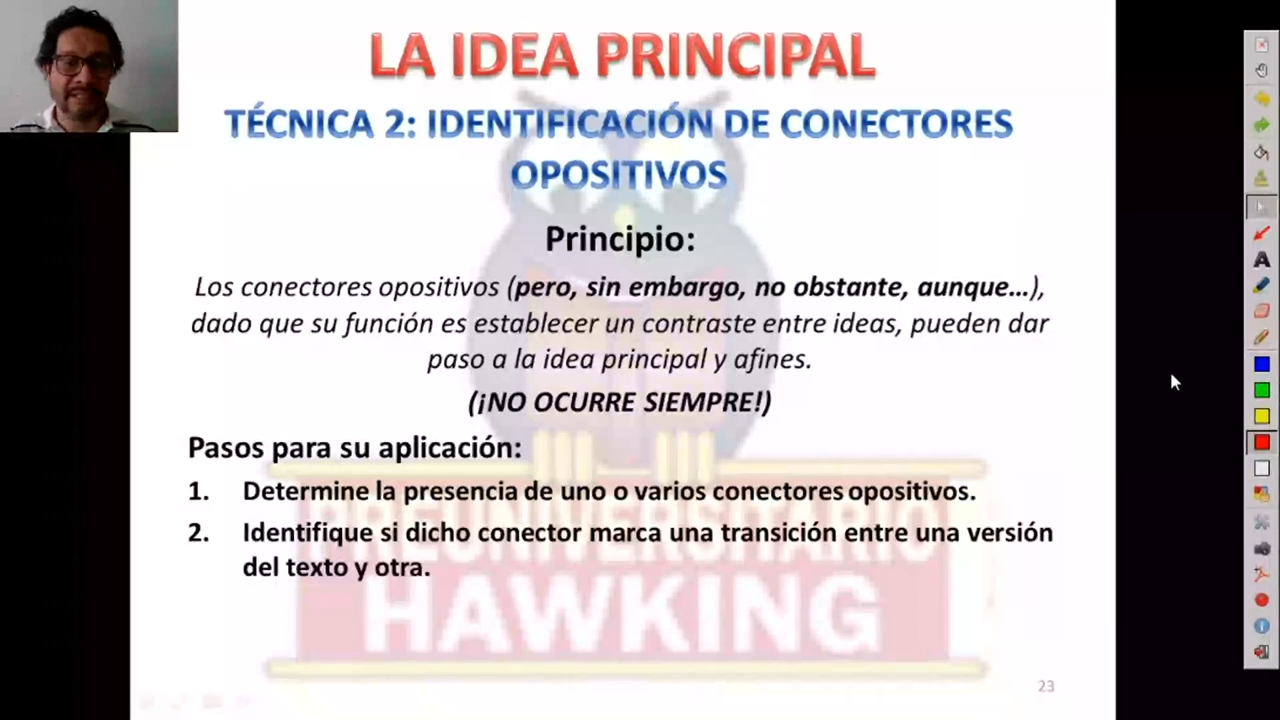 LA IDEA PRINCIPAL
TÉCNICA 2: IDENTIFICACIÓN DE CONECTORES
OPOSITIVOS
Principio:
Los conectores opositivos (pero, sin embargo, no obstante, aunque...),
dado que su función es establecer un contraste entre ideas, pueden dar
paso a la idea principal y afines.
(¡NO OCURRE SIEMPRE!)
Pasos para su aplicación:
1. Determine la presencia de uno o varios conectores opositivos.
2. Identifique si dicho conector marca una transición entre una versión
del texto y otra.
PREUNIVERSITARIO
HAWKING
23